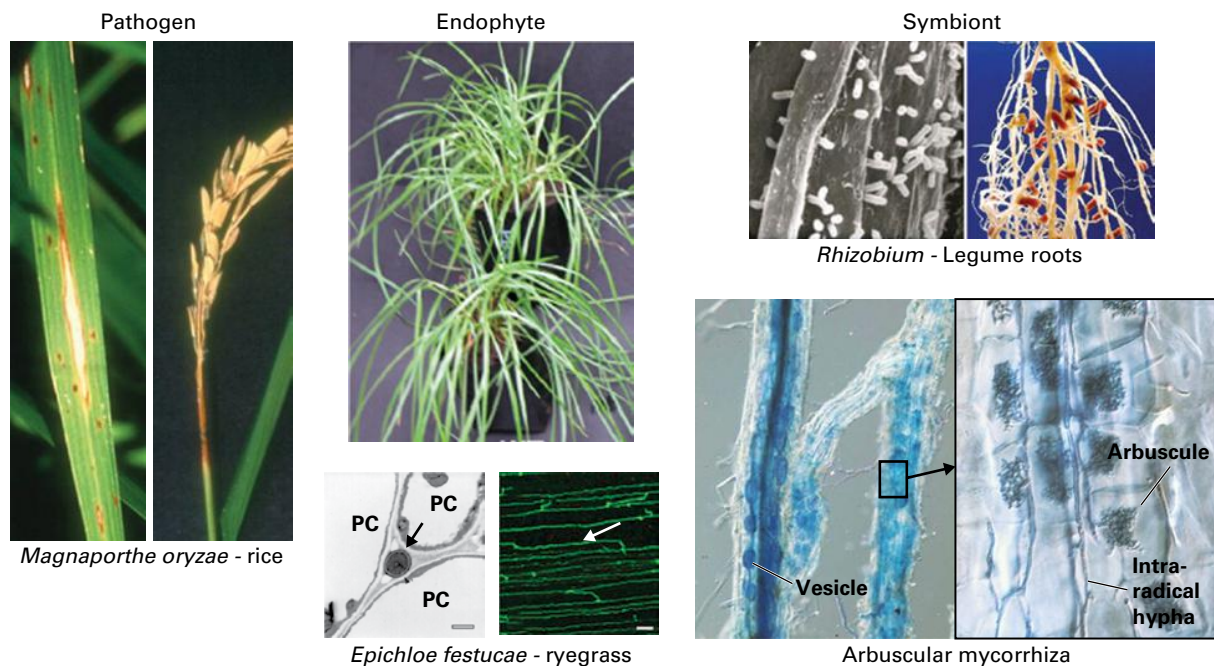 Pathogen
Endophyte
Symbiont
Rhizobium - Legume roots
PC
PC
PC
Magnaporthe oryzae - rice
Epichloe festucae - ryegrass
Arbuscule
Vesicle
Intra-
radical
hypha
Arbuscular mycorrhiza